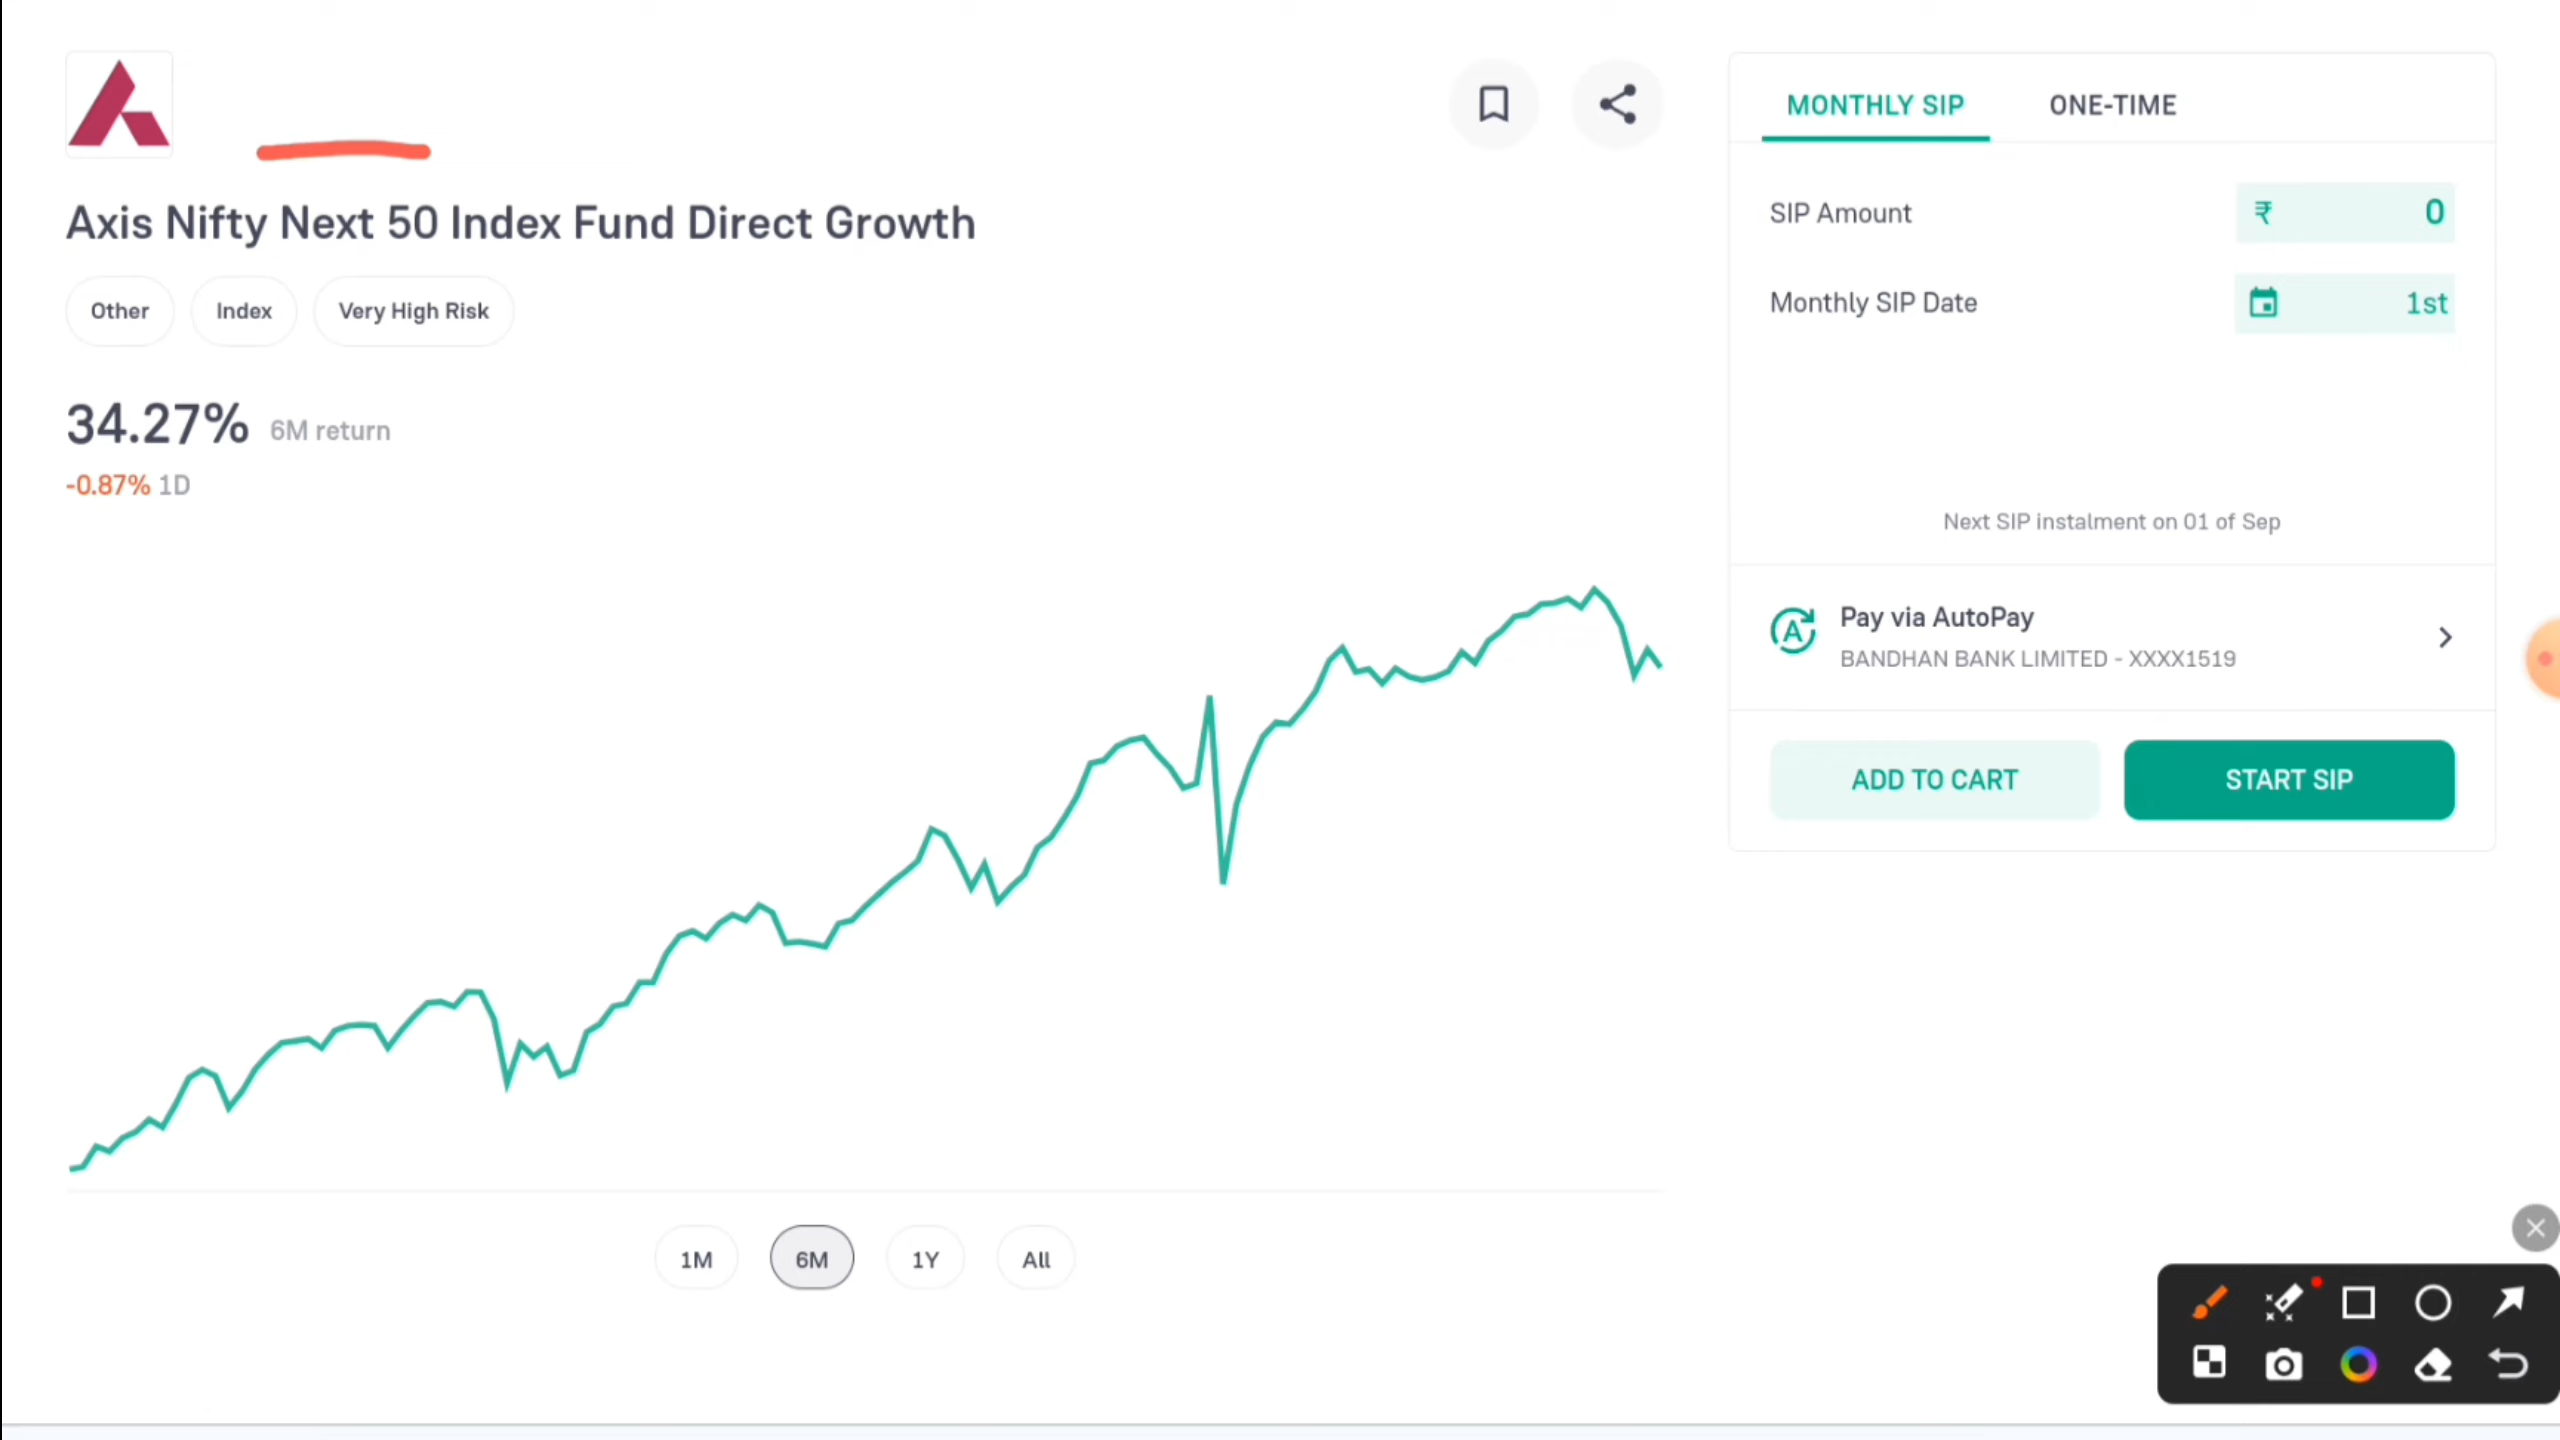 Axis Nifty Next 50 Index Fund Direct Growth
Other
Index
Very High Risk
34.27% 6M return
-0.87% 1D
1M
6M
1Y
All
MONTHLY SIP
ONE-TIME
SIP Amount
₹ 0
Monthly SIP Date
1st
Next SIP instalment on 01 of Sep
Pay via AutoPay
BANDHAN BANK LIMITED - XXXX1519
ADD TO CART
START SIP